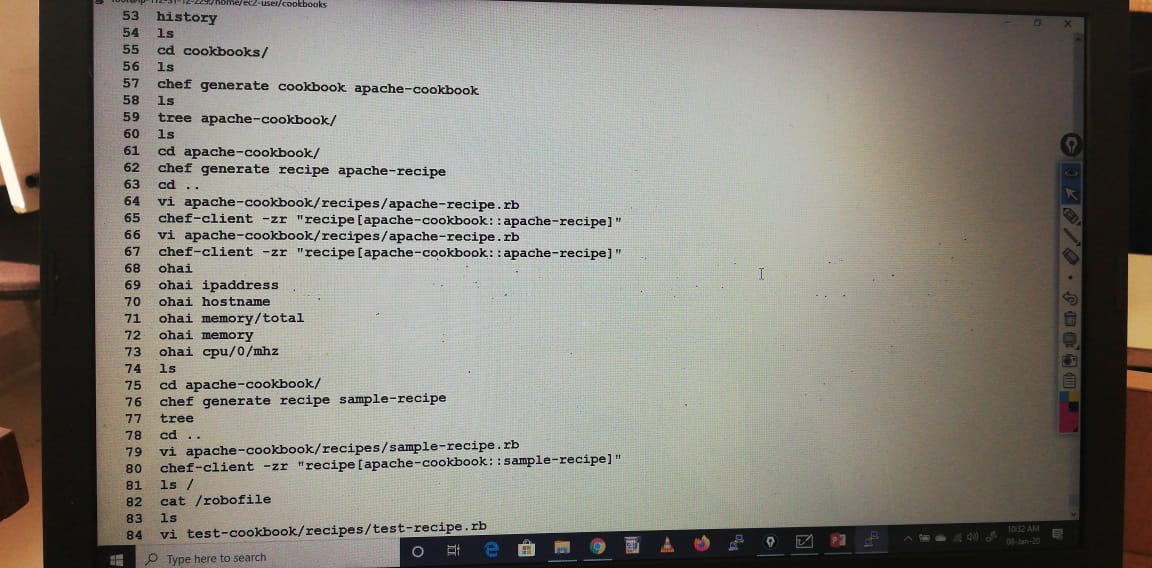 /home/ec2-user/cookbooks
53 history
54 ls
55 cd cookbooks/
56 ls
57 chef generate cookbook apache-cookbook
58 ls
59 tree apache-cookbook/
60 ls
61 cd apache-cookbook/
62 chef generate recipe apache-recipe
63 cd ..
64 vi apache-cookbook/recipes/apache-recipe.rb
65 chef-client -zr "recipe[apache-cookbook::apache-recipe]"
66 vi apache-cookbook/recipes/apache-recipe.rb
67 chef-client -zr "recipe[apache-cookbook::apache-recipe]"
68 ohai
69 ohai ipaddress
70 ohai hostname
71 ohai memory/total
72 ohai memory
73 ohai cpu/0/mhz
74 ls
75 cd apache-cookbook/
76 chef generate recipe sample-recipe
77 tree
78 cd ..
79 vi apache-cookbook/recipes/sample-recipe.rb
80 chef-client -zr "recipe[apache-cookbook::sample-recipe]"
81 ls /
82 cat /robofile
83 ls
84 vi test-cookbook/recipes/test-recipe.rb
Type here to search
10:32 AM
08-Jan-20